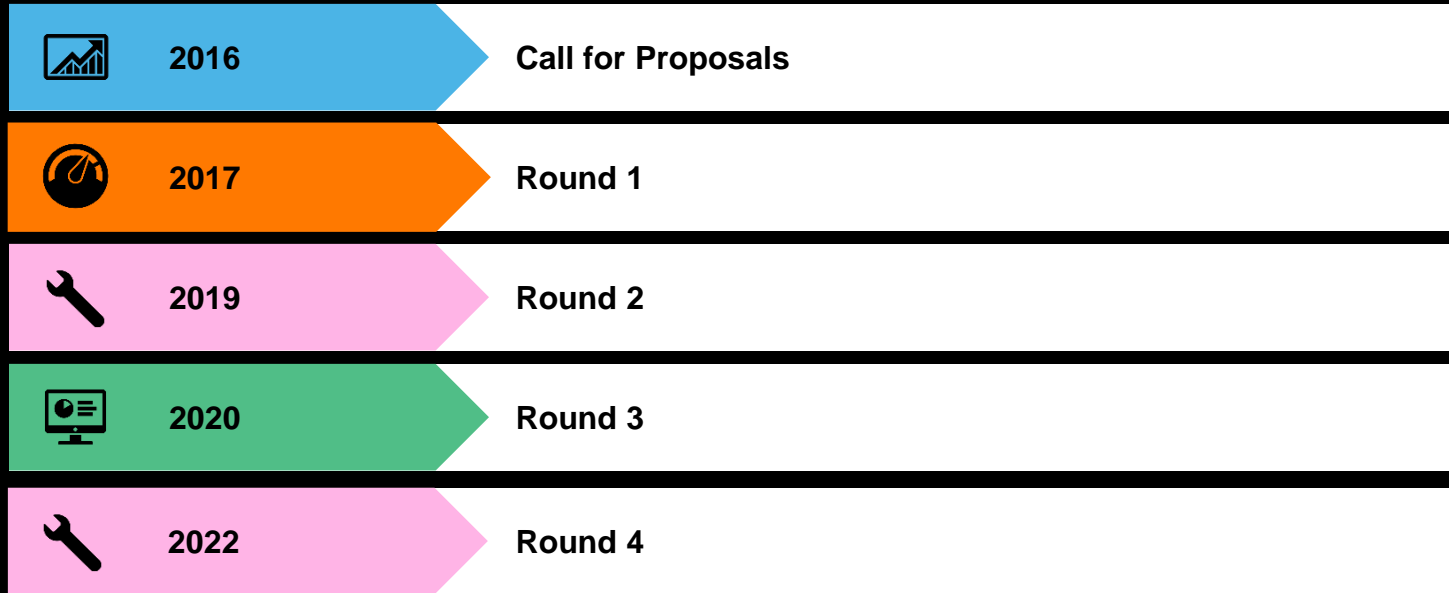 2016 Call for Proposals
2017 Round 1
2019 Round 2
2020 Round 3
2022 Round 4